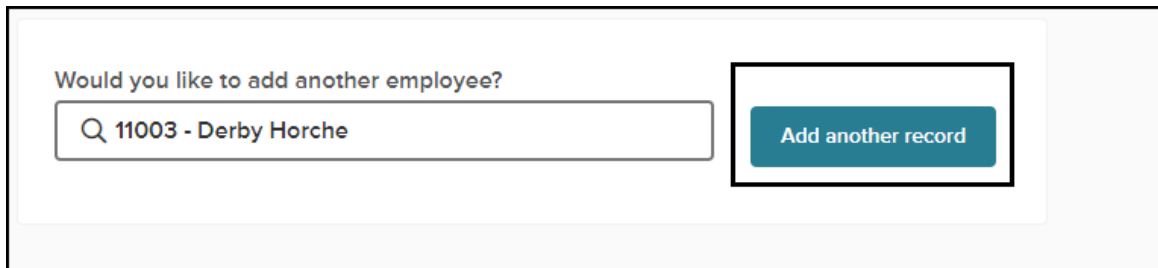 Would you like to add another employee?
11003 - Derby Horche
Add another record